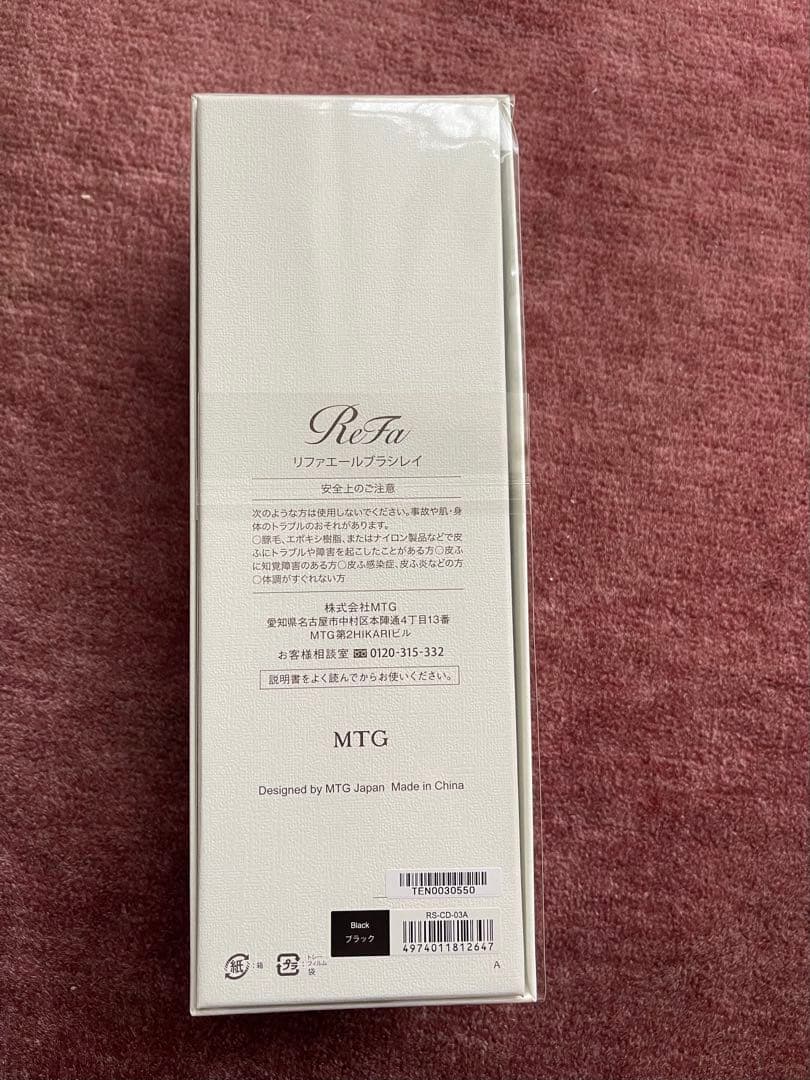 ReFa
リファエールブラシレイ
安全上のご注意
次のような方は使用しないでください。事故や肌・身
体のトラブルのおそれがあります。
○豚毛、エポキシ樹脂、またはナイロン製品などで皮
ふにトラブルや障害を起こしたことがある方○皮ふ
に知覚障害のある方○皮ふ感染症、皮ふ炎などの方
○体調がすぐれない方
株式会社MTG
愛知県名古屋市中村区本陣通4丁目13番
MTG第2HIKARIビル
お客様相談室 0120-315-332
説明書をよく読んでからお使いください。
MTG
Designed by MTG Japan Made in China
TEN0030550
Black
ブラック
RS-CD-03A
4974011812647
紙 :箱
プラ :トレー
フィルム
袋
A